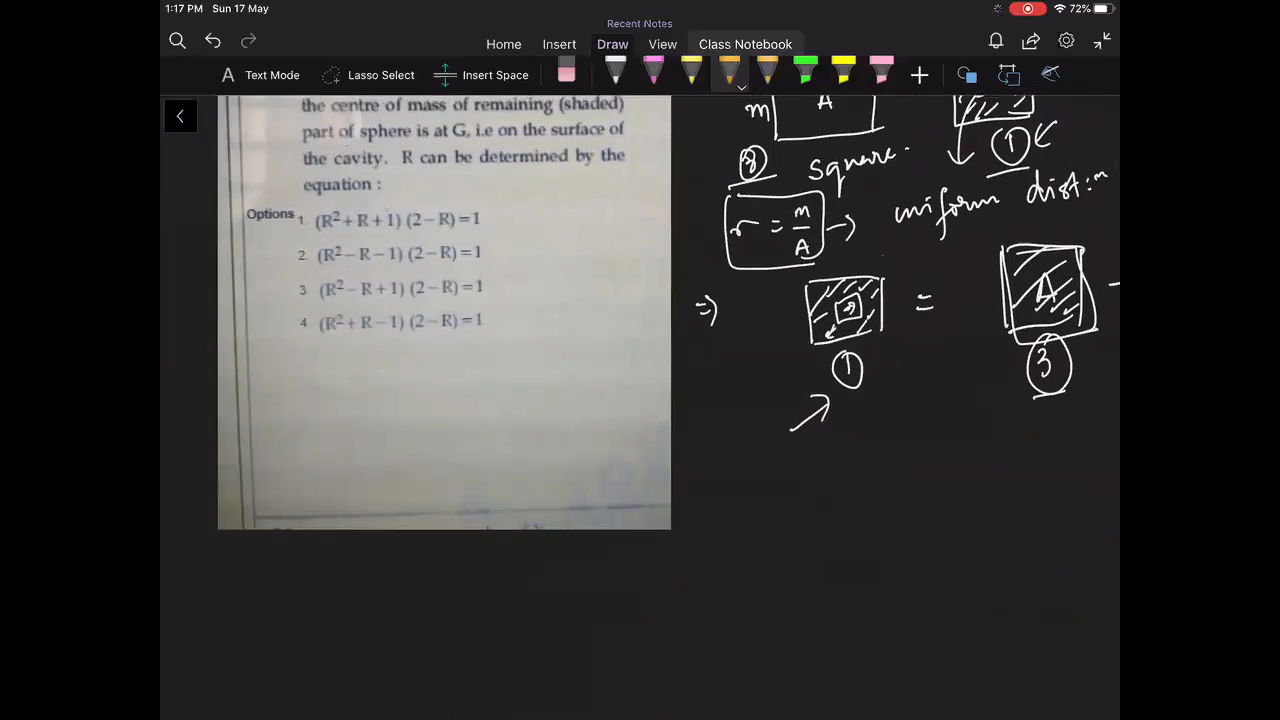 1:17 PM Sun 17 May
72%
Recent Notes
Home Insert Draw View Class Notebook
Text Mode Lasso Select Insert Space
the centre of mass of remaining (shaded)
part of sphere is at G, i.e on the surface of
the cavity. R can be determined by the
equation :
Options 1. (R² + R + 1) (2 – R) = 1
2. (R² – R – 1) (2 – R) = 1
3 (R² – R + 1) (2 – R) = 1
4 (R² + R – 1) (2 – R) = 1
m A
square.
1
σ = m/A → uniform dist:ⁿ
⇒ = A
1 3